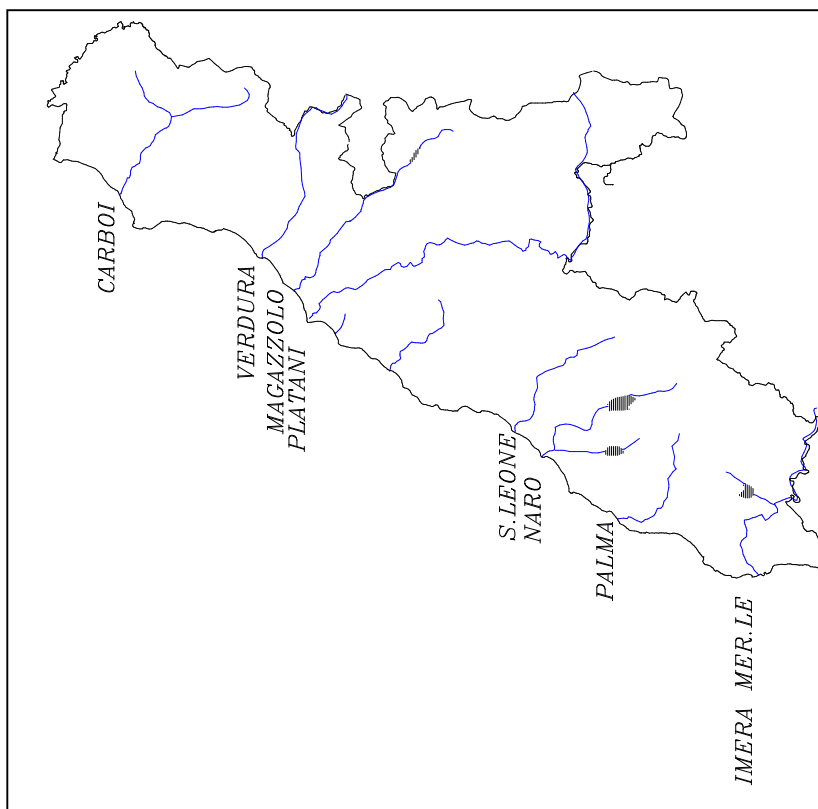 CARBOI
VERDURA
MAGAZZOLO
PLATANI
S.LEONE
NARO
PALMA
IMERA MER.LE